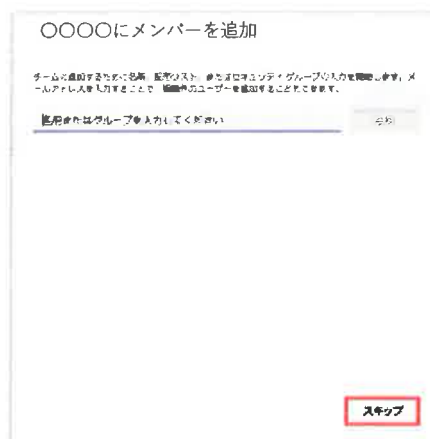 〇〇〇〇にメンバーを追加
チームに追加するために名前、配布リスト、またはセキュリティ グループの入力を開始します。メ
ールアドレスを入力することで、組織外のユーザーを追加することもできます。
名前またはグループを入力してください
追加
スキップ